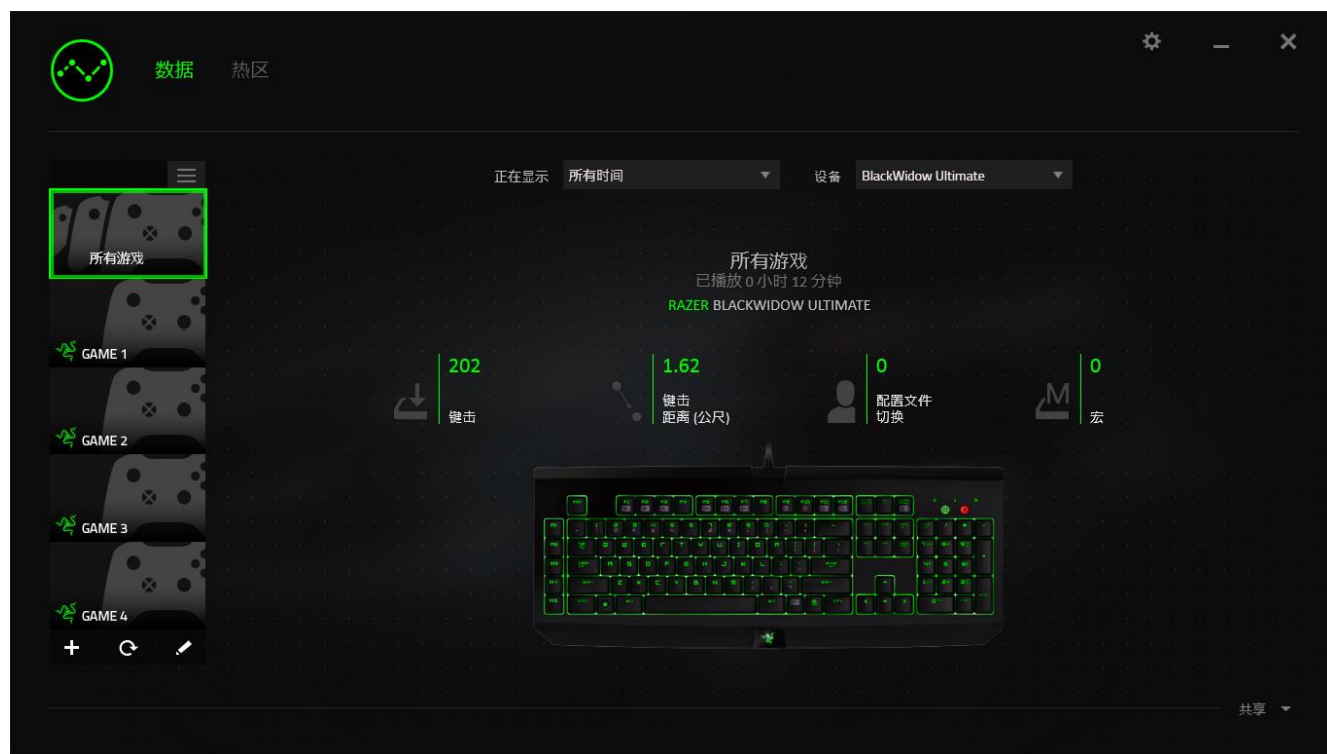 数据 热区
正在显示 所有时间 设备 BlackWidow Ultimate
所有游戏
GAME 1
GAME 2
GAME 3
GAME 4
所有游戏
已播放 0 小时 12 分钟
RAZER BLACKWIDOW ULTIMATE
202
键击
1.62
键击
距离 (公尺)
0
配置文件
切换
0
宏
共享